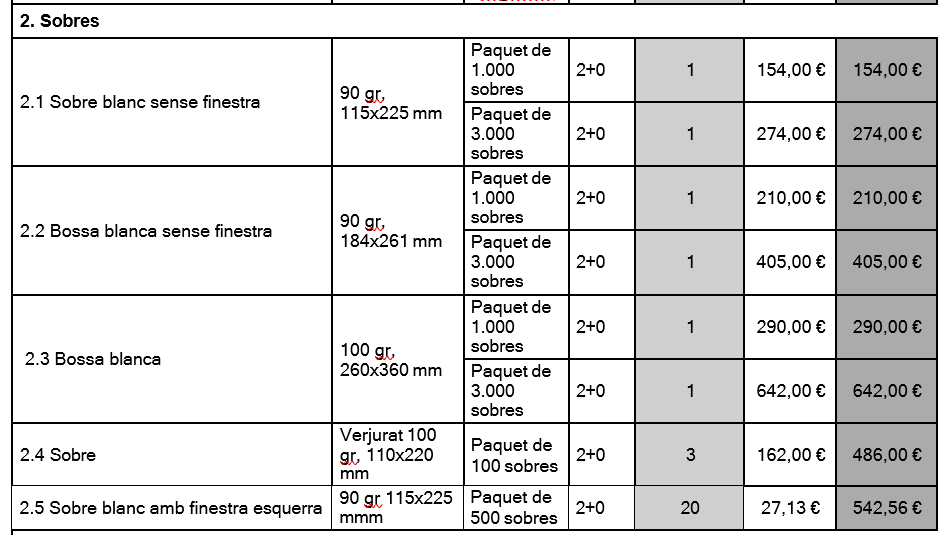 2. Sobres
2.1 Sobre blanc sense finestra
90 gr,
115x225 mm
Paquet de
1.000
sobres
2+0
1
154,00 €
154,00 €
Paquet de
3.000
sobres
2+0
1
274,00 €
274,00 €
2.2 Bossa blanca sense finestra
90 gr,
184x261 mm
Paquet de
1.000
sobres
2+0
1
210,00 €
210,00 €
Paquet de
3.000
sobres
2+0
1
405,00 €
405,00 €
2.3 Bossa blanca
100 gr,
260x360 mm
Paquet de
1.000
sobres
2+0
1
290,00 €
290,00 €
Paquet de
3.000
sobres
2+0
1
642,00 €
642,00 €
2.4 Sobre
Verjurat 100
gr, 110x220
mm
Paquet de
100 sobres
2+0
3
162,00 €
486,00 €
2.5 Sobre blanc amb finestra esquerra
90 gr 115x225
mmm
Paquet de
500 sobres
2+0
20
27,13 €
542,56 €